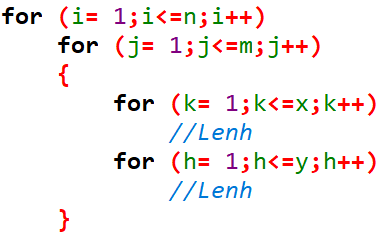 for (i= 1;i<=n;i++)
    for (j= 1;j<=m;j++)
    {
        for (k= 1;k<=x;k++)
            //Lenh
        for (h= 1;h<=y;h++)
            //Lenh
    }